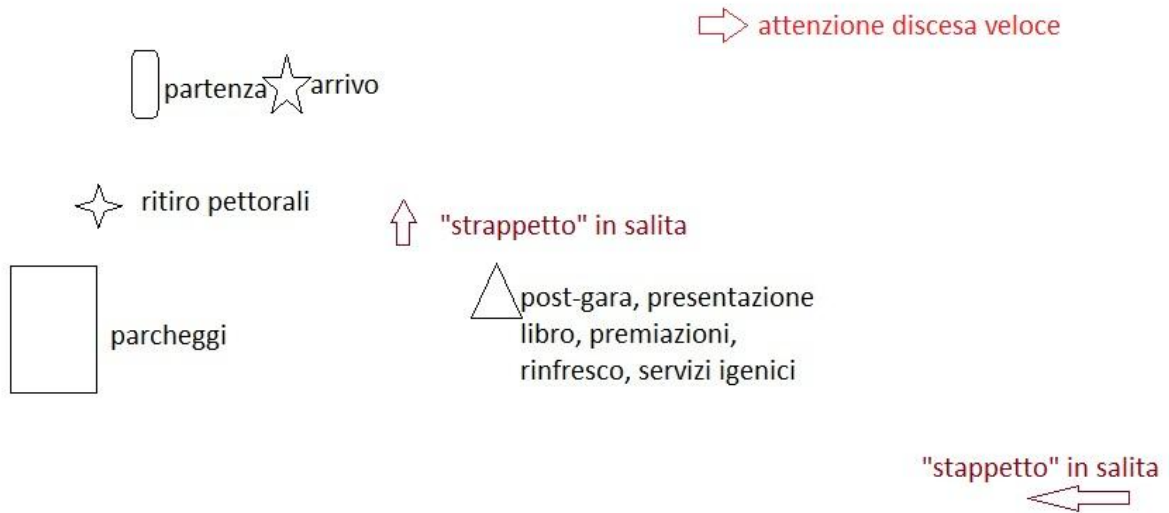 attenzione discesa veloce
partenza
arrivo
ritiro pettorali
"strappetto" in salita
post-gara, presentazione
libro, premiazioni,
rinfresco, servizi igenici
parcheggi
"stappetto" in salita